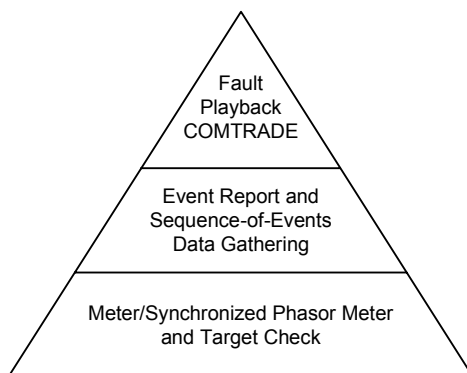 Fault
Playback
COMTRADE
Event Report and
Sequence-of-Events
Data Gathering
Meter/Synchronized Phasor Meter
and Target Check